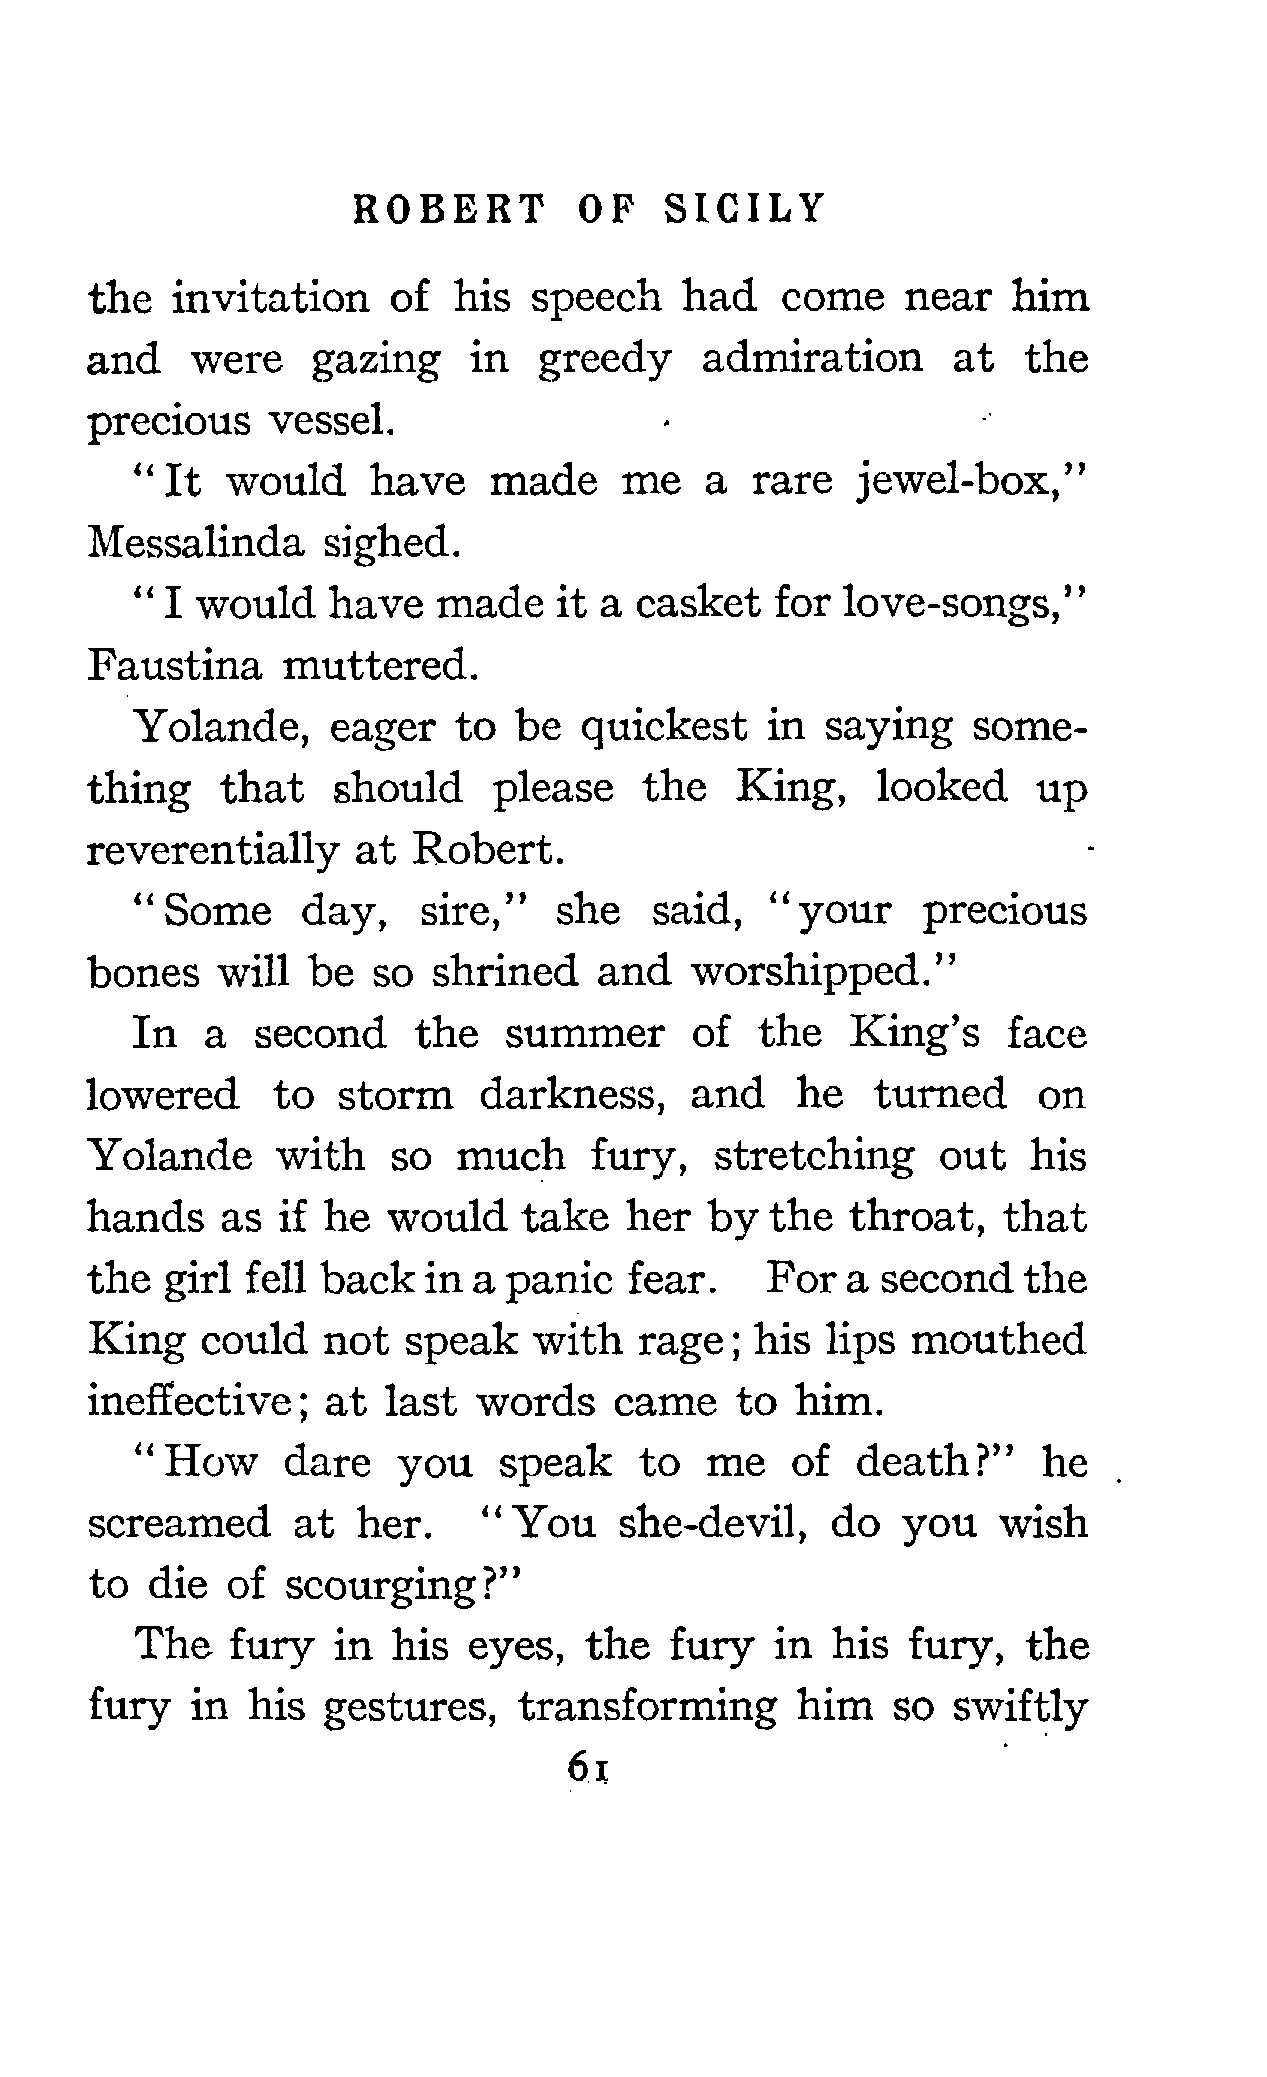 ROBERT OF SICILY
the invitation of his speech had come near him
and were gazing in greedy admiration at the
precious vessel.
"It would have made me a rare jewel-box,"
Messalinda sighed.
"I would have made it a casket for love-songs,"
Faustina muttered.
Yolande, eager to be quickest in saying some-
thing that should please the King, looked up
reverentially at Robert.
"Some day, sire," she said, "your precious
bones will be so shrined and worshipped."
In a second the summer of the King's face
lowered to storm darkness, and he turned on
Yolande with so much fury, stretching out his
hands as if he would take her by the throat, that
the girl fell back in a panic fear. For a second the
King could not speak with rage; his lips mouthed
ineffective; at last words came to him.
"How dare you speak to me of death?" he
screamed at her. "You she-devil, do you wish
to die of scourging?"
The fury in his eyes, the fury in his fury, the
fury in his gestures, transforming him so swiftly
61